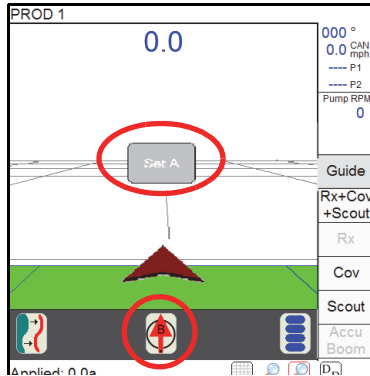 PROD 1
0.0
000 °
0.0 CAN mph
---- P1
---- P2
Pump RPM
0
Set A
Guide
Rx+Cov
+Scout
Rx
Cov
Scout
Accu
Boom
B
Applied: 0.0a
D D